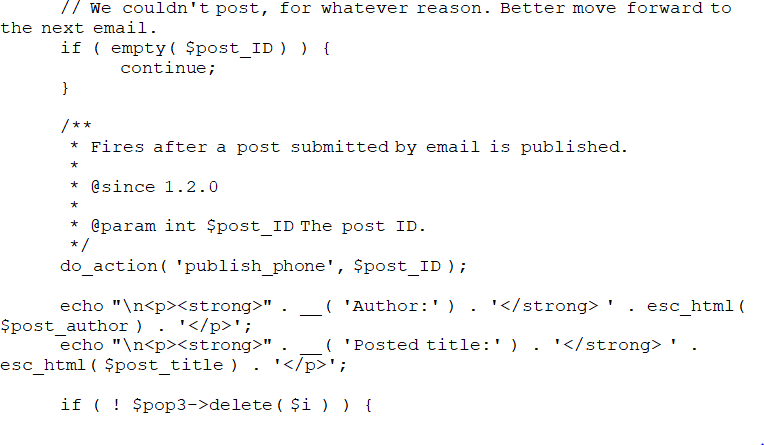 // We couldn't post, for whatever reason. Better move forward to
the next email.
if ( empty( $post_ID ) ) {
continue;
}
/**
* Fires after a post submitted by email is published.
*
* @since 1.2.0
*
* @param int $post_ID The post ID.
*/
do_action( 'publish_phone', $post_ID );
echo "\n<p><strong>" . __( 'Author:' ) . '</strong> ' . esc_html(
$post_author ) . '</p>';
echo "\n<p><strong>" . __( 'Posted title:' ) . '</strong> ' .
esc_html( $post_title ) . '</p>';
if ( ! $pop3->delete( $i ) ) {